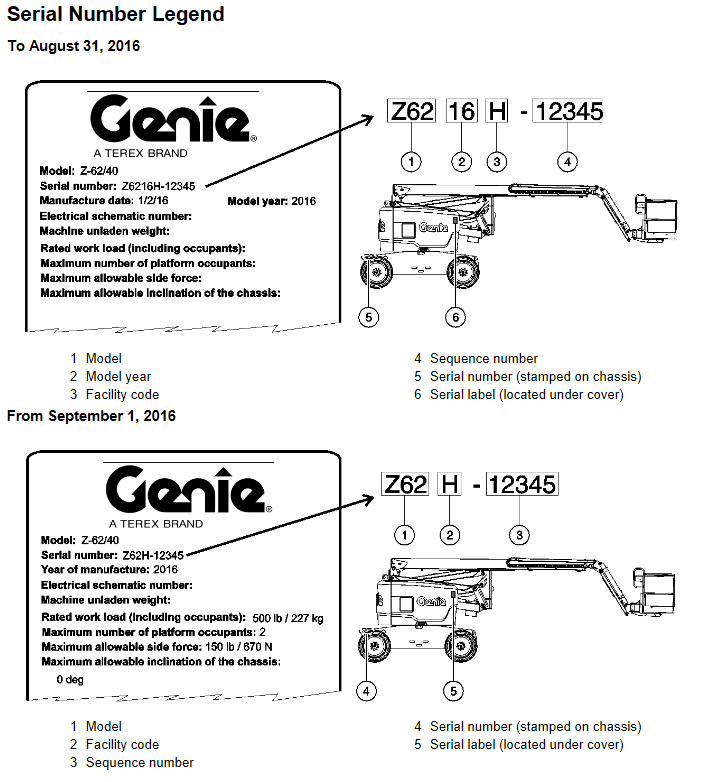 Serial Number Legend
To August 31, 2016
Genie®
A TEREX BRAND
Model: Z-62/40
Serial number: Z6216H-12345
Manufacture date: 1/2/16 Model year: 2016
Electrical schematic number:
Machine unladen weight:
Rated work load (including occupants):
Maximum number of platform occupants:
Maximum allowable side force:
Maximum allowable inclination of the chassis:
Z62 16 H - 12345
1 2 3 4
Genie
5 6
1 Model
2 Model year
3 Facility code
4 Sequence number
5 Serial number (stamped on chassis)
6 Serial label (located under cover)
From September 1, 2016
Genie®
A TEREX BRAND
Model: Z-62/40
Serial number: Z62H-12345
Year of manufacture: 2016
Electrical schematic number:
Machine unladen weight:
Rated work load (including occupants): 500 lb / 227 kg
Maximum number of platform occupants: 2
Maximum allowable side force: 150 lb / 670 N
Maximum allowable inclination of the chassis:
0 deg
Z62 H - 12345
1 2 3
Genie
4 5
1 Model
2 Facility code
3 Sequence number
4 Serial number (stamped on chassis)
5 Serial label (located under cover)